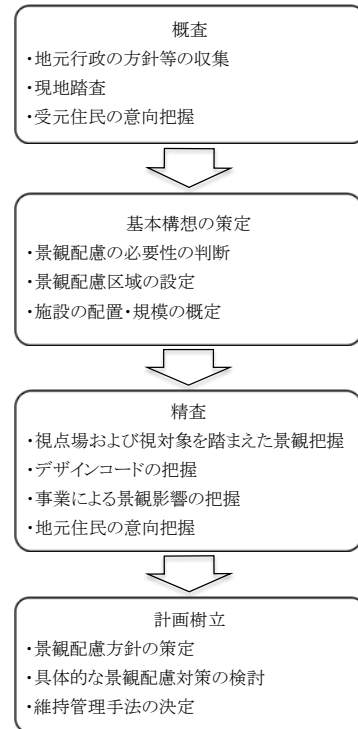 概査
・地元行政の方針等の収集
・現地踏査
・受元住民の意向把握
基本構想の策定
・景観配慮の必要性の判断
・景観配慮区域の設定
・施設の配置・規模の概定
精査
・視点場および視対象を踏まえた景観把握
・デザインコードの把握
・事業による景観影響の把握
・地元住民の意向把握
計画樹立
・景観配慮方針の策定
・具体的な景観配慮対策の検討
・維持管理手法の決定